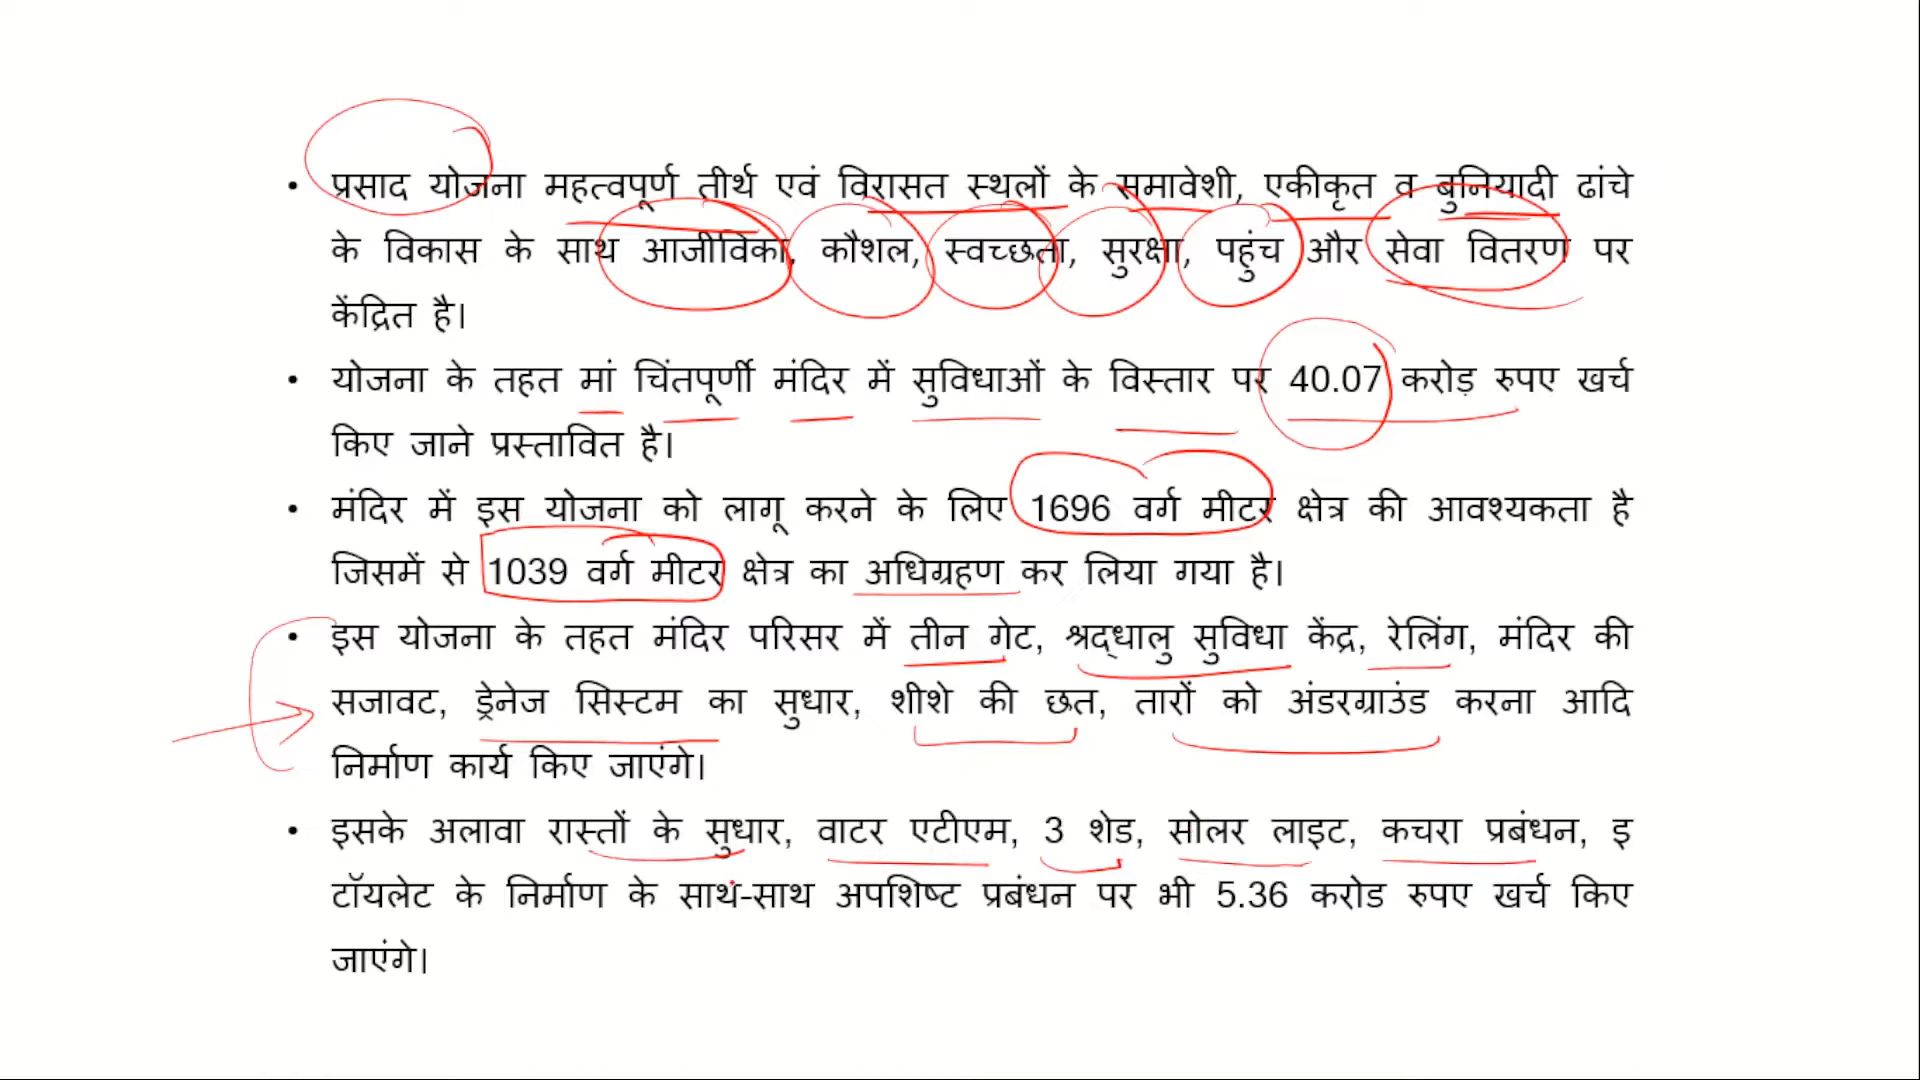 • प्रसाद योजना महत्वपूर्ण तीर्थ एवं विरासत स्थलों के समावेशी, एकीकृत व बुनियादी ढांचे
के विकास के साथ आजीविका, कौशल, स्वच्छता, सुरक्षा, पहुंच और सेवा वितरण पर
केंद्रित है।
• योजना के तहत मां चिंतपूर्णी मंदिर में सुविधाओं के विस्तार पर 40.07 करोड़ रुपए खर्च
किए जाने प्रस्तावित है।
• मंदिर में इस योजना को लागू करने के लिए 1696 वर्ग मीटर क्षेत्र की आवश्यकता है
जिसमें से 1039 वर्ग मीटर क्षेत्र का अधिग्रहण कर लिया गया है।
• इस योजना के तहत मंदिर परिसर में तीन गेट, श्रद्धालु सुविधा केंद्र, रेलिंग, मंदिर की
सजावट, ड्रेनेज सिस्टम का सुधार, शीशे की छत, तारों को अंडरग्राउंड करना आदि
निर्माण कार्य किए जाएंगे।
• इसके अलावा रास्तों के सुधार, वाटर एटीएम, 3 शेड, सोलर लाइट, कचरा प्रबंधन, इ
टॉयलेट के निर्माण के साथ-साथ अपशिष्ट प्रबंधन पर भी 5.36 करोड रुपए खर्च किए
जाएंगे।